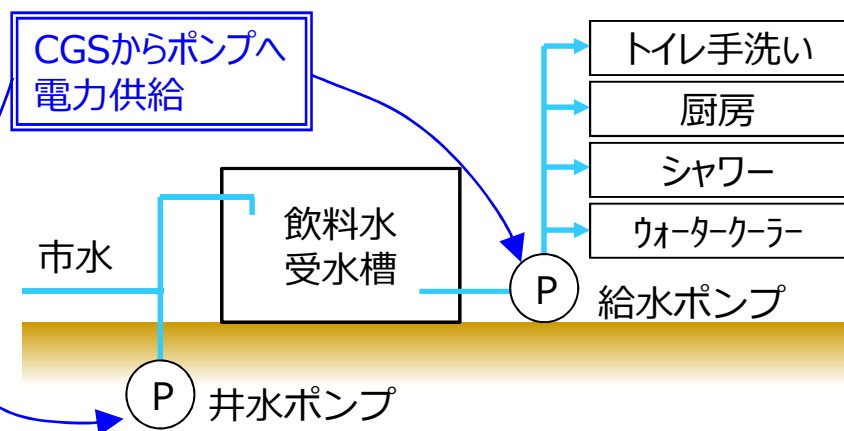 CGSからポンプへ
電力供給
トイレ手洗い
厨房
シャワー
ウォータークーラー
飲料水
受水槽
市水
P
給水ポンプ
P
井水ポンプ